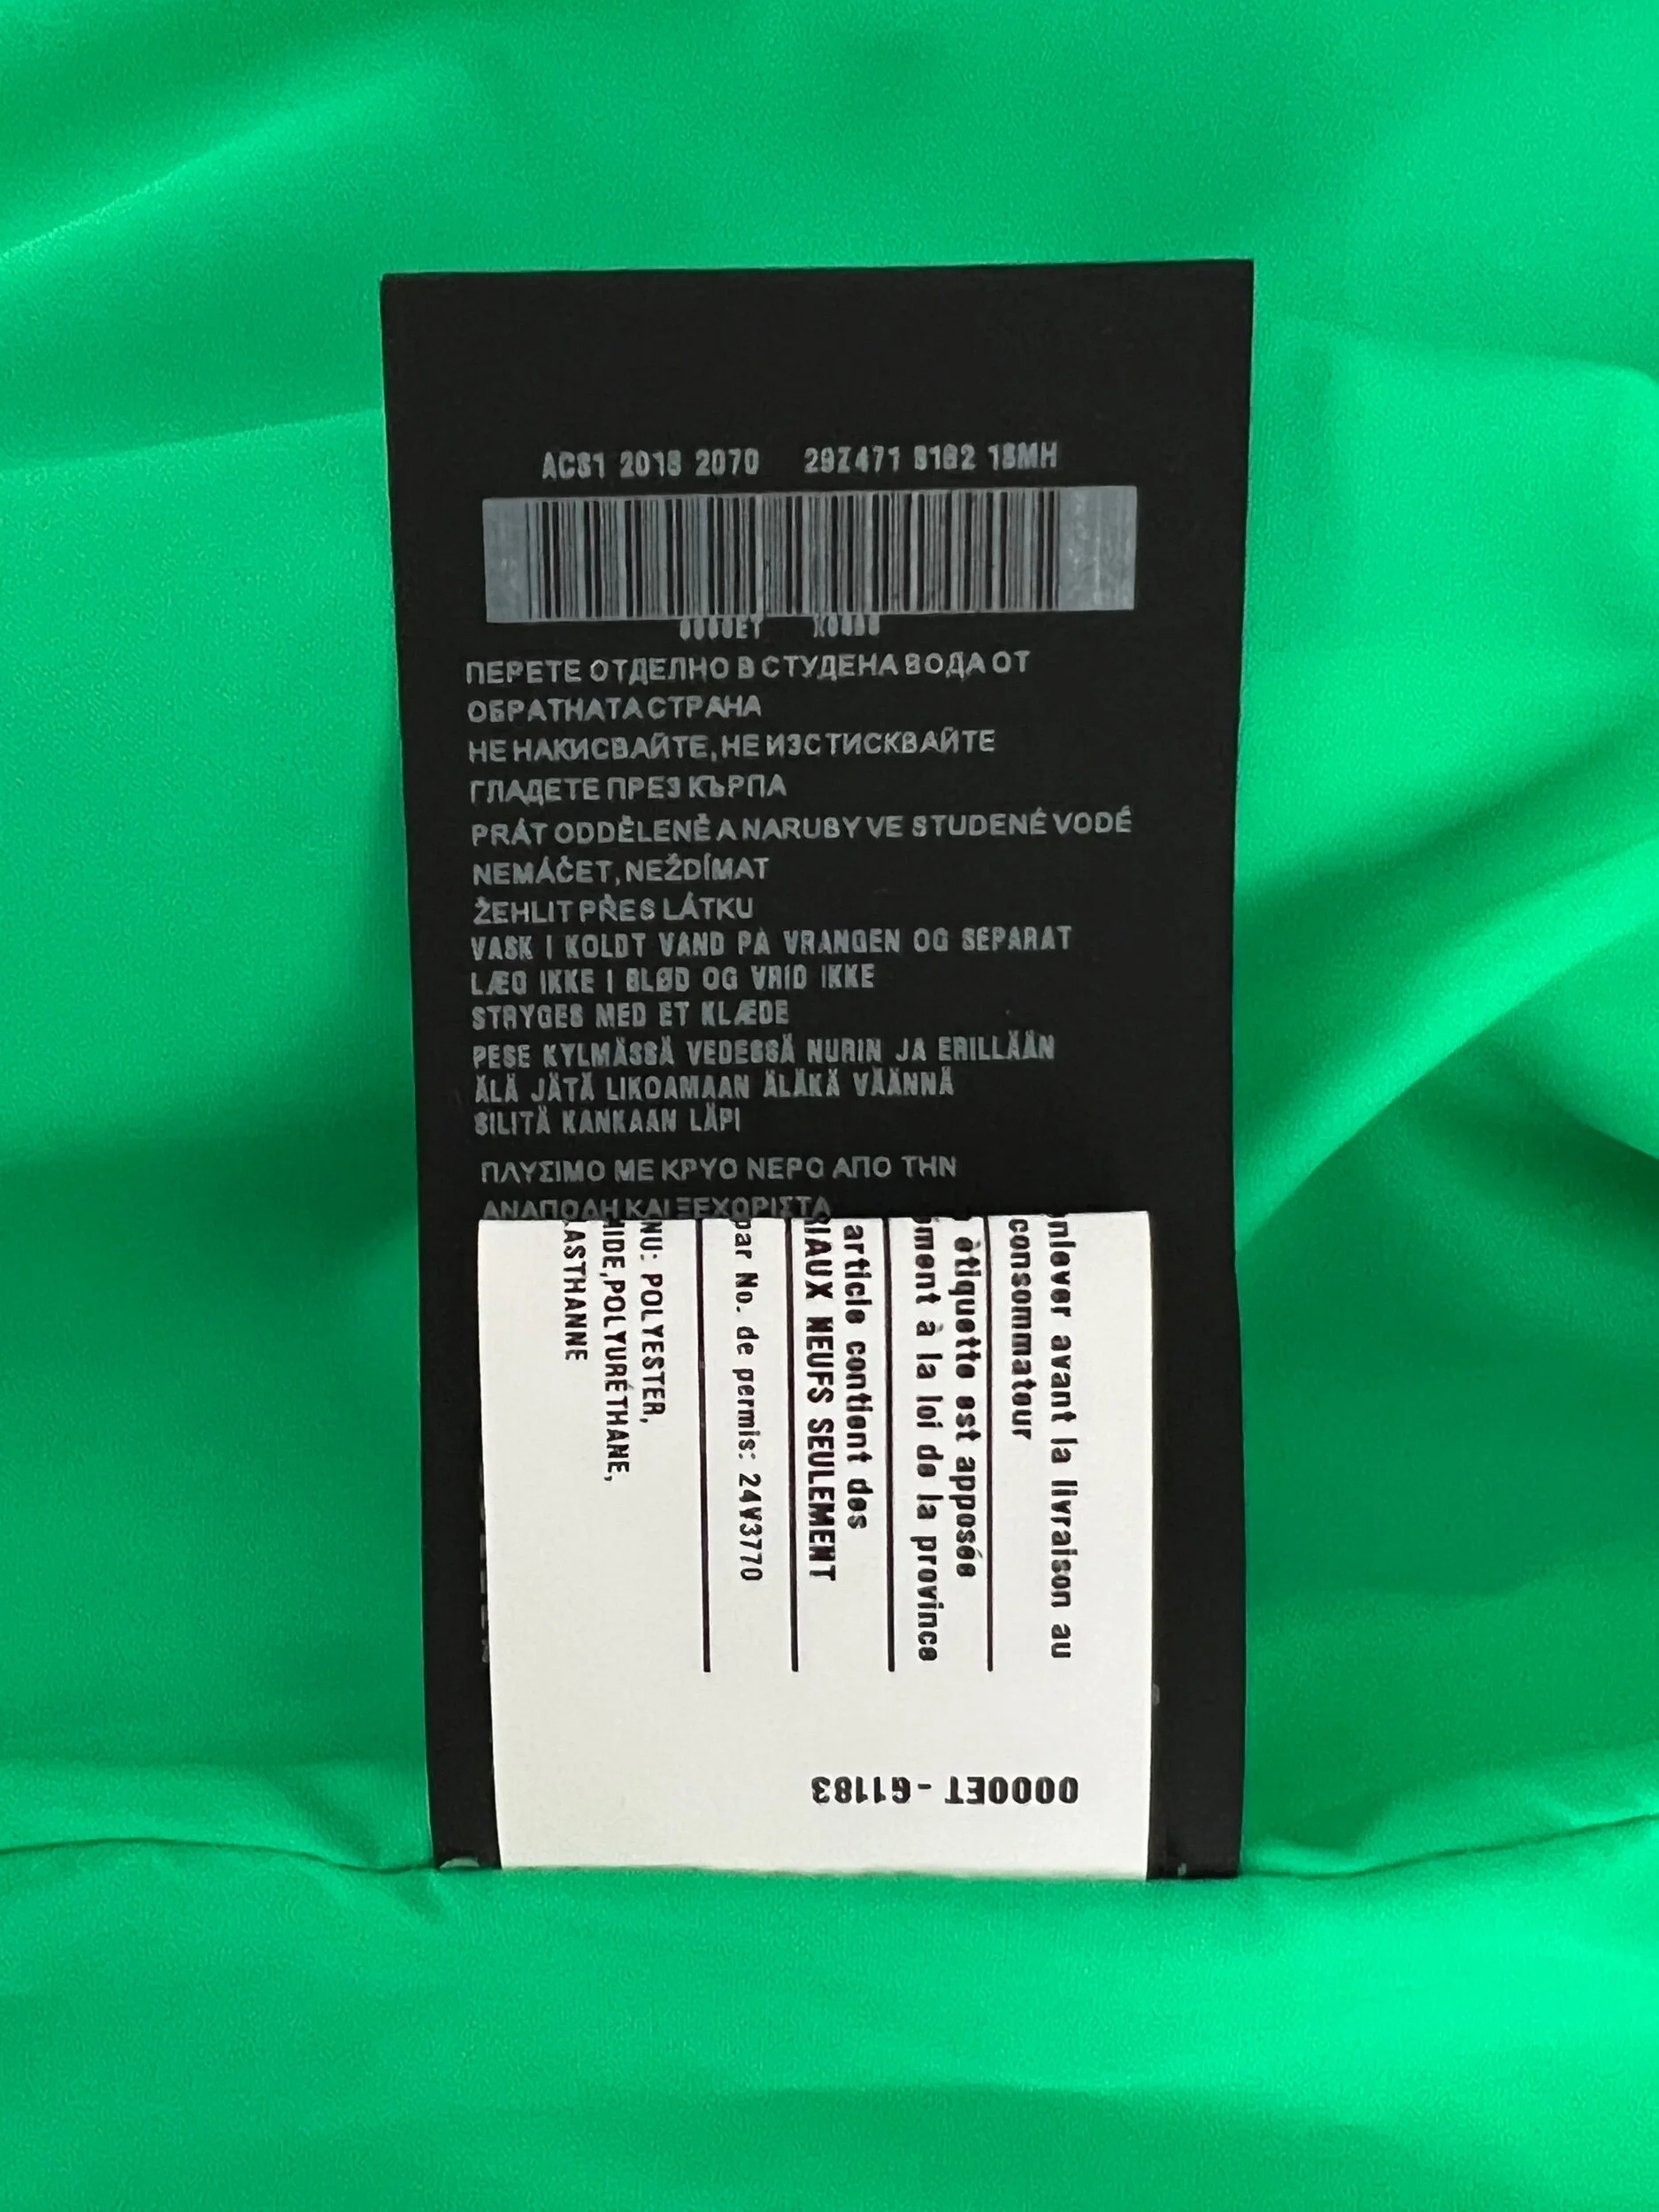 ACS1 2018 2070 29Z471 8182 18MH
ПЕРЕТЕ ОТДЕЛНО В СТУДЕНА ВОДА ОТ
ОБРАТНАТА СТРАНА
НЕ НАКИСВАЙТЕ, НЕ ИЗСТИСКВАЙТЕ
ГЛАДЕТЕ ПРЕЗ КЪРПА
PRÁT ODDĚLENĚ A NARUBY VE STUDENÉ VODĚ
NEMÁČET, NEŽDÍMAT
ŽEHLIT PŘES LÁTKU
VASK I KOLDT VAND PÅ VRANGEN OG SEPARAT
LÆG IKKE I BLØD OG VRID IKKE
STRYGES MED ET KLÆDE
PESE KYLMÄSSÄ VEDESSÄ NURIN JA ERILLÄÄN
ÄLÄ JÄTÄ LIKOAMAAN ÄLÄKÄ VÄÄNNÄ
SILITÄ KANKAAN LÄPI
ΠΛΥΣΙΜΟ ΜΕ ΚΡΥΟ ΝΕΡΟ ΑΠΟ ΤΗΝ
ΑΝΑΠΟΔΗ ΚΑΙ ΞΕΧΩΡΙΣΤΑ
nlever avant la livraison au
consommateur
étiquette est apposée
ément à la loi de la province
article contient des
RIAUX NEUFS SEULEMENT
par No. de permis: 24W3770
NU: POLYESTER,
MIDE,POLYURÉTHANE,
LASTHANNE
0000ET - G1183